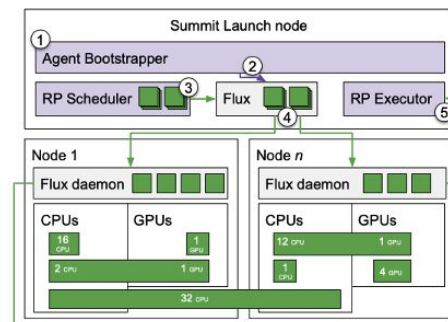 Summit Launch node
1
Agent Bootstrapper
2
RP Scheduler
3
Flux
4
RP Executor
5
Node 1
Flux daemon
CPUs
GPUs
16 CPU
1 GPU
2 CPU
1 GPU
32 CPU
Node n
Flux daemon
CPUs
GPUs
12 CPU
1 GPU
1 CPU
4 GPU